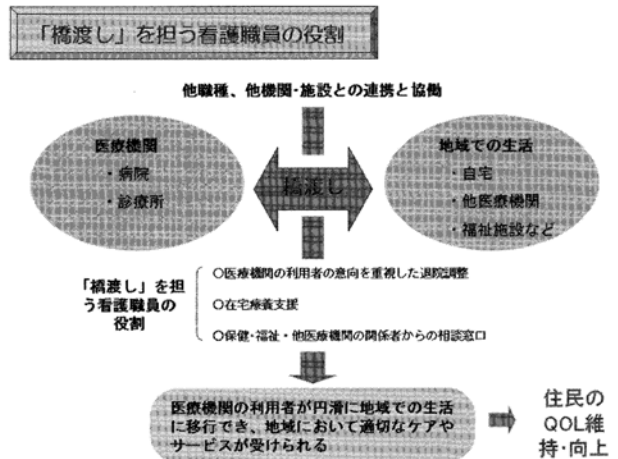 「橋渡し」を担う看護職員の役割
他職種、他機関・施設との連携と協働
医療機関
・病院
・診療所
橋渡し
地域での生活
・自宅
・他医療機関
・福祉施設など
「橋渡し」を担
う看護職員の
役割
○医療機関の利用者の意向を重視した退院調整
○在宅療養支援
○保健・福祉・他医療機関の関係者からの相談窓口
医療機関の利用者が円滑に地域での生活
に移行でき、地域において適切なケアや
サービスが受けられる
住民の
QOL維
持・向上